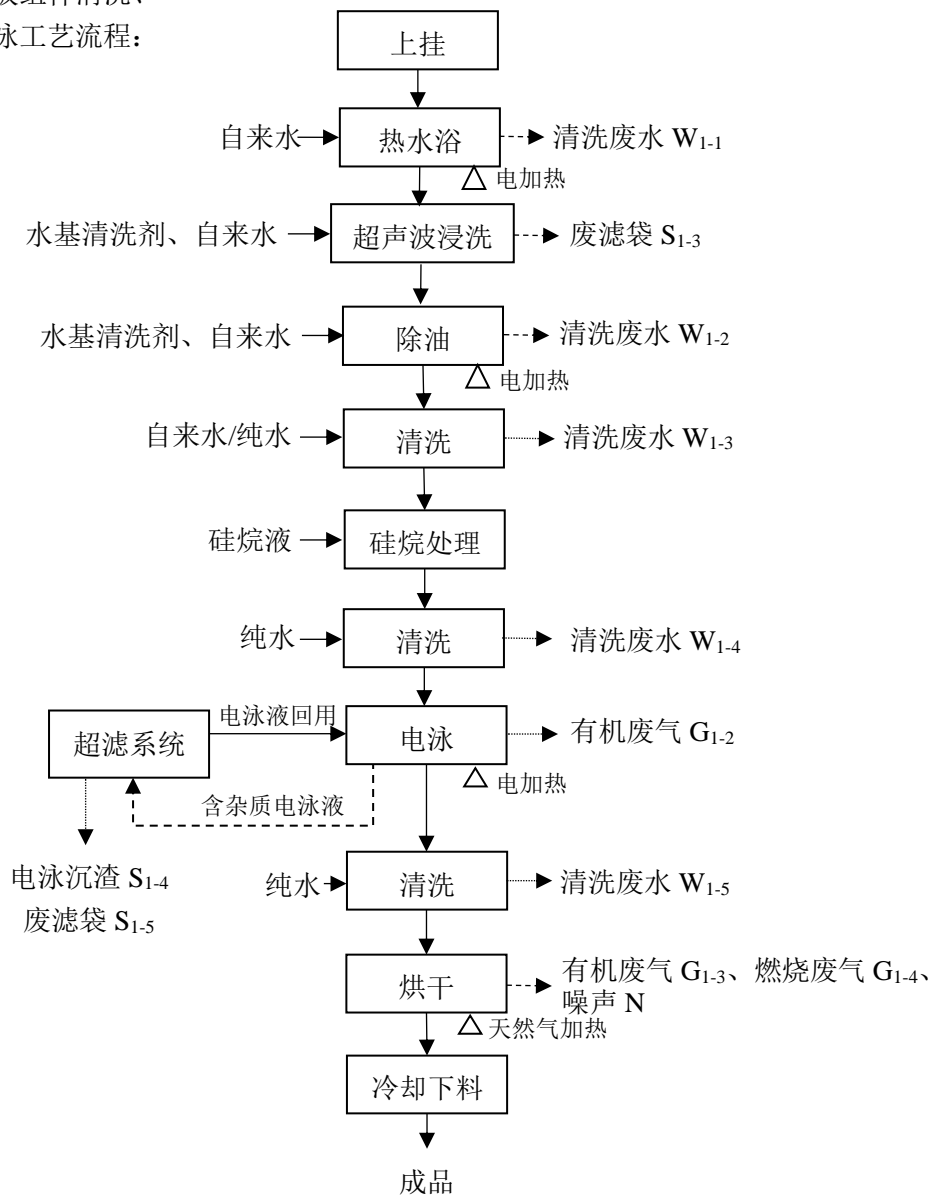 泳工艺流程：
上挂
自来水
热水浴
清洗废水 W1-1
电加热
水基清洗剂、自来水
超声波浸洗
废滤袋 S1-3
水基清洗剂、自来水
除油
清洗废水 W1-2
电加热
自来水/纯水
清洗
清洗废水 W1-3
硅烷液
硅烷处理
纯水
清洗
清洗废水 W1-4
超滤系统
电泳液回用
电泳
有机废气 G1-2
电加热
含杂质电泳液
电泳沉渣 S1-4
废滤袋 S1-5
纯水
清洗
清洗废水 W1-5
烘干
有机废气 G1-3、燃烧废气 G1-4、
噪声 N
天然气加热
冷却下料
成品